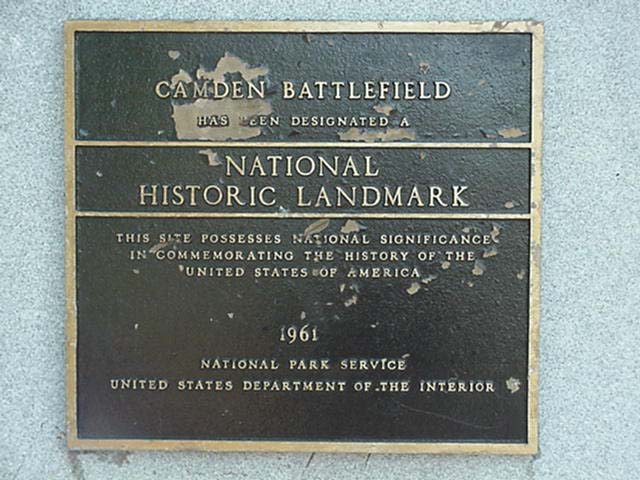 CAMDEN BATTLEFIELD
HAS BEEN DESIGNATED A
NATIONAL
HISTORIC LANDMARK
THIS SITE POSSESSES NATIONAL SIGNIFICANCE
IN COMMEMORATING THE HISTORY OF THE
UNITED STATES OF AMERICA
1961
NATIONAL PARK SERVICE
UNITED STATES DEPARTMENT OF THE INTERIOR